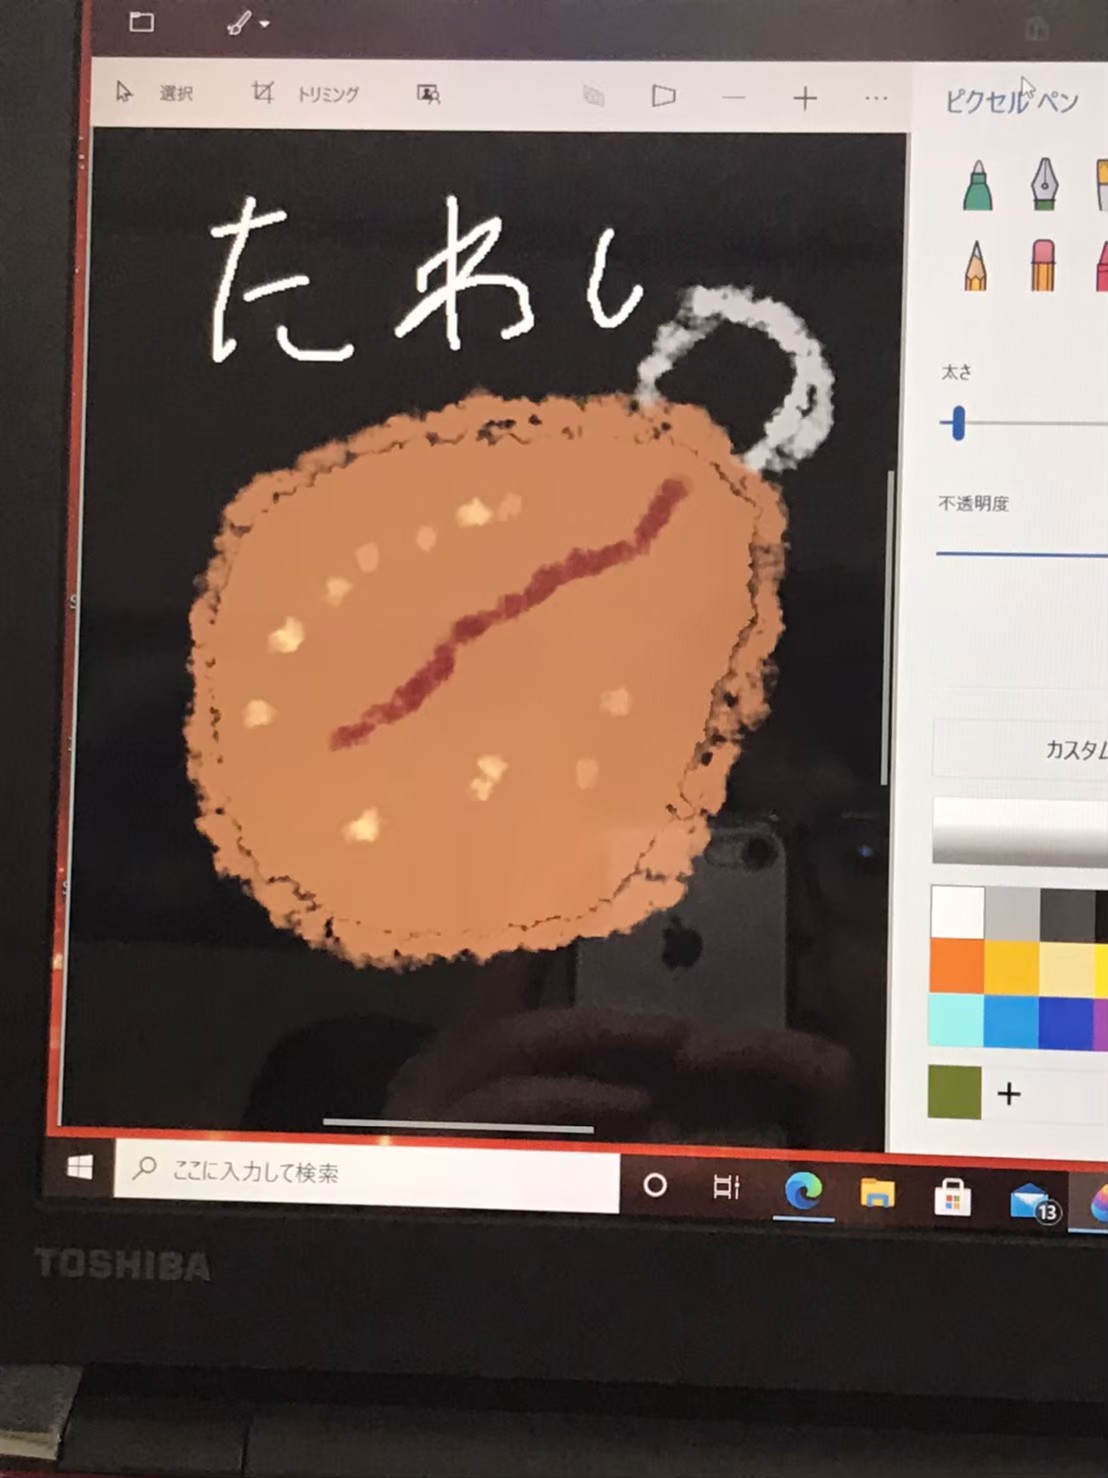 選択 トリミング
ピクセル ペン
たわし
太さ
不透明度
カスタム
ここに入力して検索
13
TOSHIBA